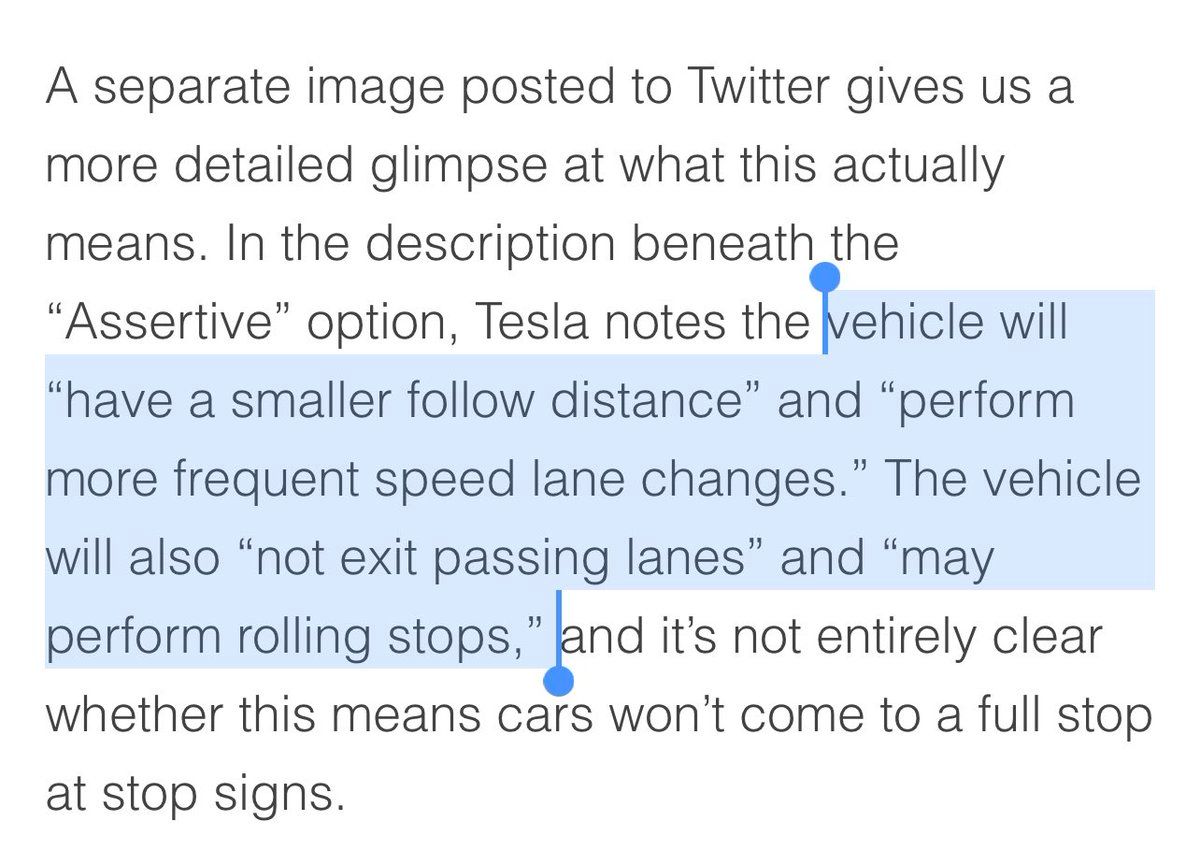 A separate image posted to Twitter gives us a
more detailed glimpse at what this actually
means. In the description beneath the
“Assertive” option, Tesla notes the vehicle will
“have a smaller follow distance” and “perform
more frequent speed lane changes.” The vehicle
will also “not exit passing lanes” and “may
perform rolling stops,” and it’s not entirely clear
whether this means cars won’t come to a full stop
at stop signs.